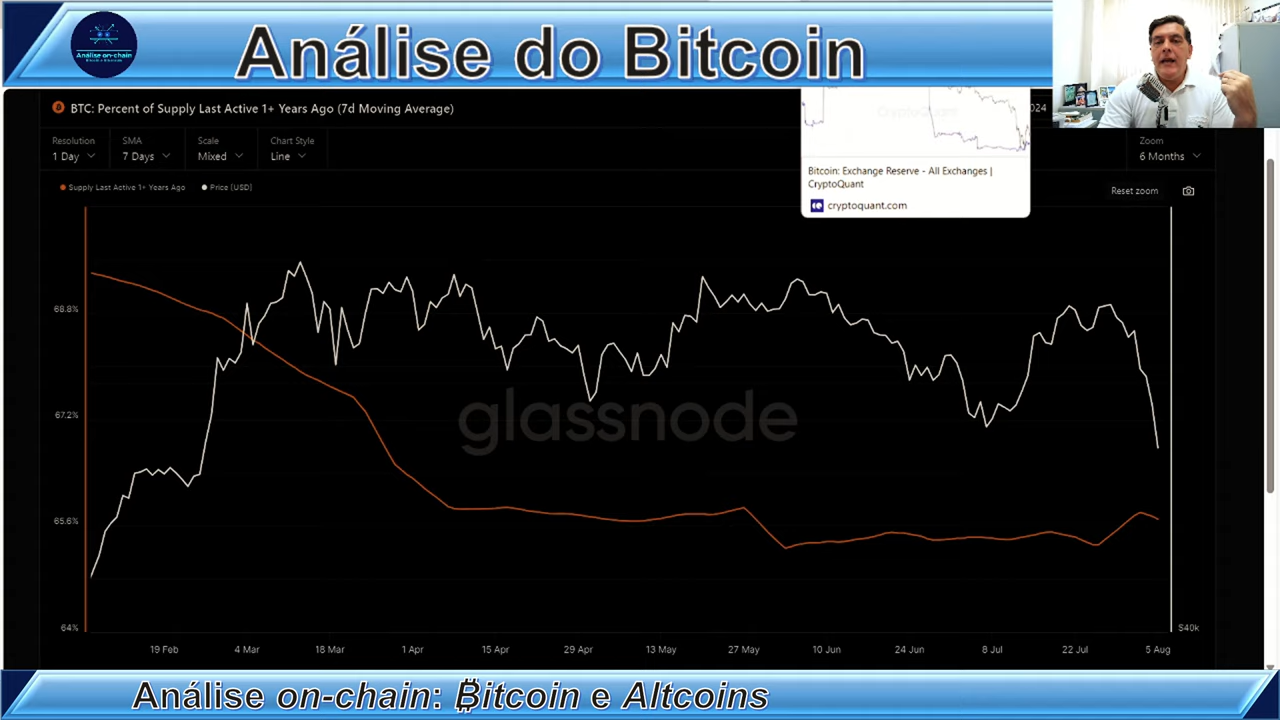 Análise do Bitcoin
Análise on-chain
BTC: Percent of Supply Last Active 1+ Years Ago (7d Moving Average)
024
CryptoQuant
Resolution SMA Scale Chart Style Zoom
1 Day 7 Days Mixed Line 6 Months
Bitcoin: Exchange Reserve - All Exchanges |
CryptoQuant
cryptoquant.com
Supply Last Active 1+ Years Ago Price [USD]
Reset zoom
68.8%
67.2%
65.6%
64%
glassnode
$40k
19 Feb 4 Mar 18 Mar 1 Apr 15 Apr 29 Apr 13 May 27 May 10 Jun 24 Jun 8 Jul 22 Jul 5 Aug
Análise on-chain: ₿itcoin e Altcoins